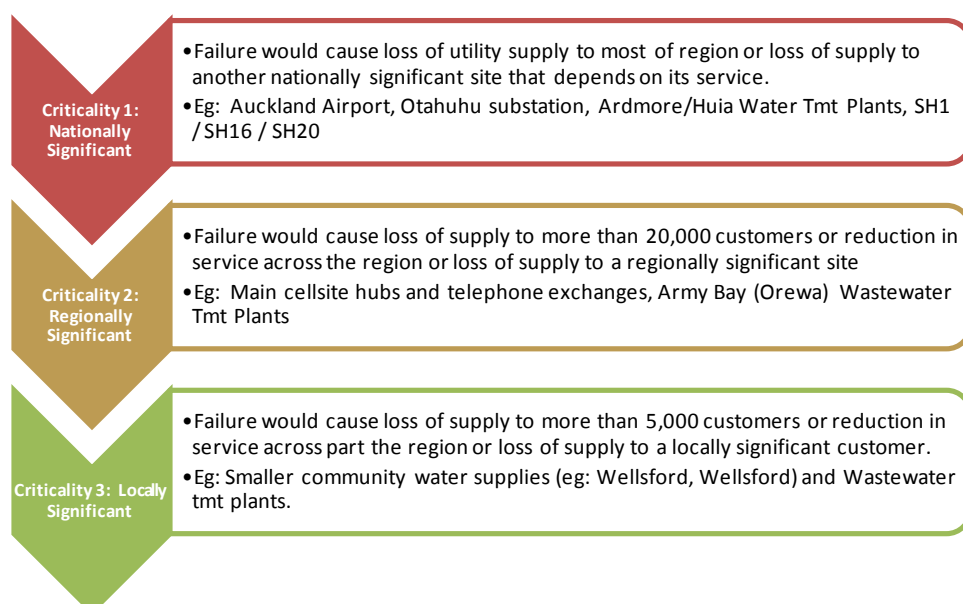 Criticality 1:
Nationally
Significant
•Failure would cause loss of utility supply to most of region or loss of supply to
another nationally significant site that depends on its service.
•Eg: Auckland Airport, Otahuhu substation, Ardmore/Huia Water Tmt Plants, SH1
/ SH16 / SH20
Criticality 2:
Regionally
Significant
•Failure would cause loss of supply to more than 20,000 customers or reduction in
service across the region or loss of supply to a regionally significant site
•Eg: Main cellsite hubs and telephone exchanges, Army Bay (Orewa) Wastewater
Tmt Plants
Criticality 3: Locally
Significant
•Failure would cause loss of supply to more than 5,000 customers or reduction in
service across part the region or loss of supply to a locally significant customer.
•Eg: Smaller community water supplies (eg: Wellsford, Wellsford) and Wastewater
tmt plants.